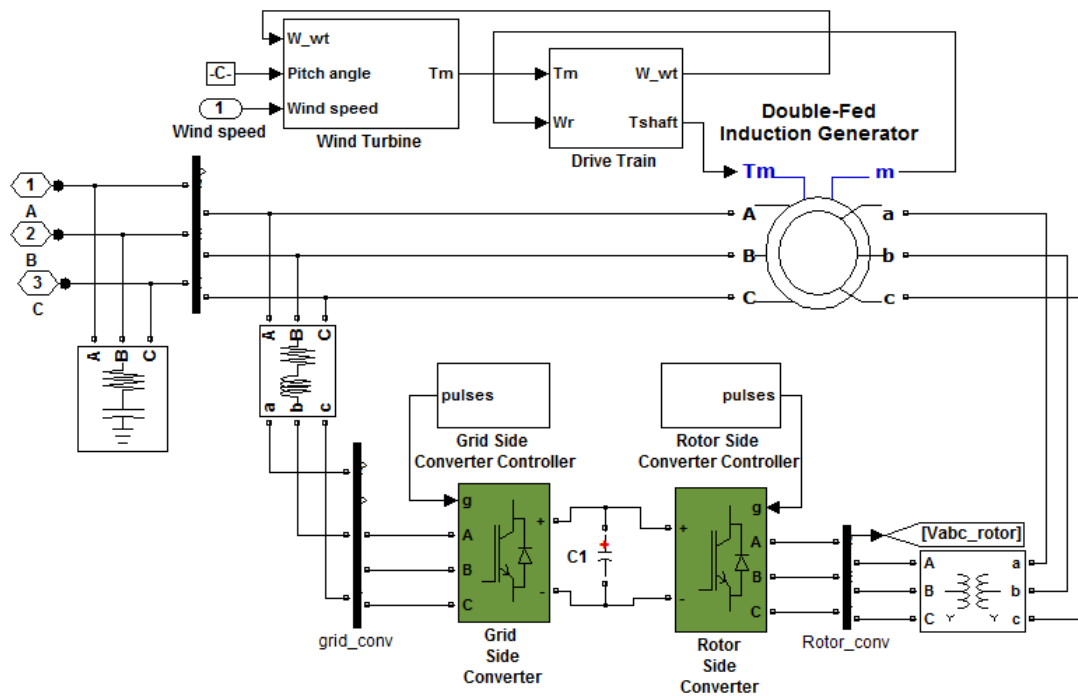 W_wt
Pitch angle
Wind speed
Tm
-C-
1
Wind speed
Wind Turbine
Tm
Wr
W_wt
Tshaft
Drive Train
Double-Fed
Induction Generator
Tm
m
1
A
2
B
3
C
A
B
C
a
b
c
A B C
A B C
a b c
pulses
Grid Side
Converter Controller
pulses
Rotor Side
Converter Controller
g
A
B
C
+
-
Grid
Side
Converter
C1
+
-
g
A
B
C
Rotor
Side
Converter
[Vabc_rotor]
A
B
C
a
b
c
Y
Y
grid_conv
Rotor_conv